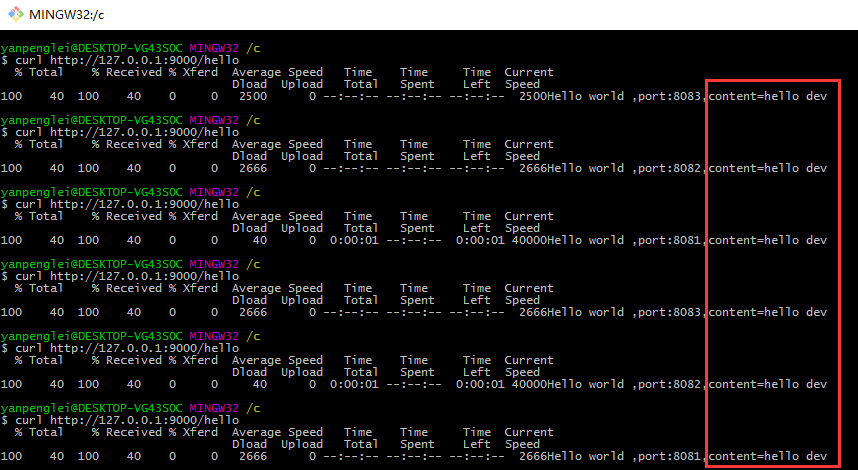 MINGW32:/c
yanpenglei@DESKTOP-VG43SOC MINGW32 /c
$ curl http://127.0.0.1:9000/hello
  % Total    % Received % Xferd  Average Speed   Time    Time     Time  Current
                                 Dload  Upload   Total   Spent    Left  Speed
100    40  100    40    0     0   2500      0 --:--:-- --:--:-- --:--:--  2500Hello world ,port:8083,content=hello dev
yanpenglei@DESKTOP-VG43SOC MINGW32 /c
$ curl http://127.0.0.1:9000/hello
  % Total    % Received % Xferd  Average Speed   Time    Time     Time  Current
                                 Dload  Upload   Total   Spent    Left  Speed
100    40  100    40    0     0   2666      0 --:--:-- --:--:-- --:--:--  2666Hello world ,port:8082,content=hello dev
yanpenglei@DESKTOP-VG43SOC MINGW32 /c
$ curl http://127.0.0.1:9000/hello
  % Total    % Received % Xferd  Average Speed   Time    Time     Time  Current
                                 Dload  Upload   Total   Spent    Left  Speed
100    40  100    40    0     0     40      0  0:00:01 --:--:--  0:00:01 40000Hello world ,port:8081,content=hello dev
yanpenglei@DESKTOP-VG43SOC MINGW32 /c
$ curl http://127.0.0.1:9000/hello
  % Total    % Received % Xferd  Average Speed   Time    Time     Time  Current
                                 Dload  Upload   Total   Spent    Left  Speed
100    40  100    40    0     0   2666      0 --:--:-- --:--:-- --:--:--  2666Hello world ,port:8083,content=hello dev
yanpenglei@DESKTOP-VG43SOC MINGW32 /c
$ curl http://127.0.0.1:9000/hello
  % Total    % Received % Xferd  Average Speed   Time    Time     Time  Current
                                 Dload  Upload   Total   Spent    Left  Speed
100    40  100    40    0     0     40      0  0:00:01 --:--:--  0:00:01 40000Hello world ,port:8082,content=hello dev
yanpenglei@DESKTOP-VG43SOC MINGW32 /c
$ curl http://127.0.0.1:9000/hello
  % Total    % Received % Xferd  Average Speed   Time    Time     Time  Current
                                 Dload  Upload   Total   Spent    Left  Speed
100    40  100    40    0     0   2666      0 --:--:-- --:--:-- --:--:--  2666Hello world ,port:8081,content=hello dev